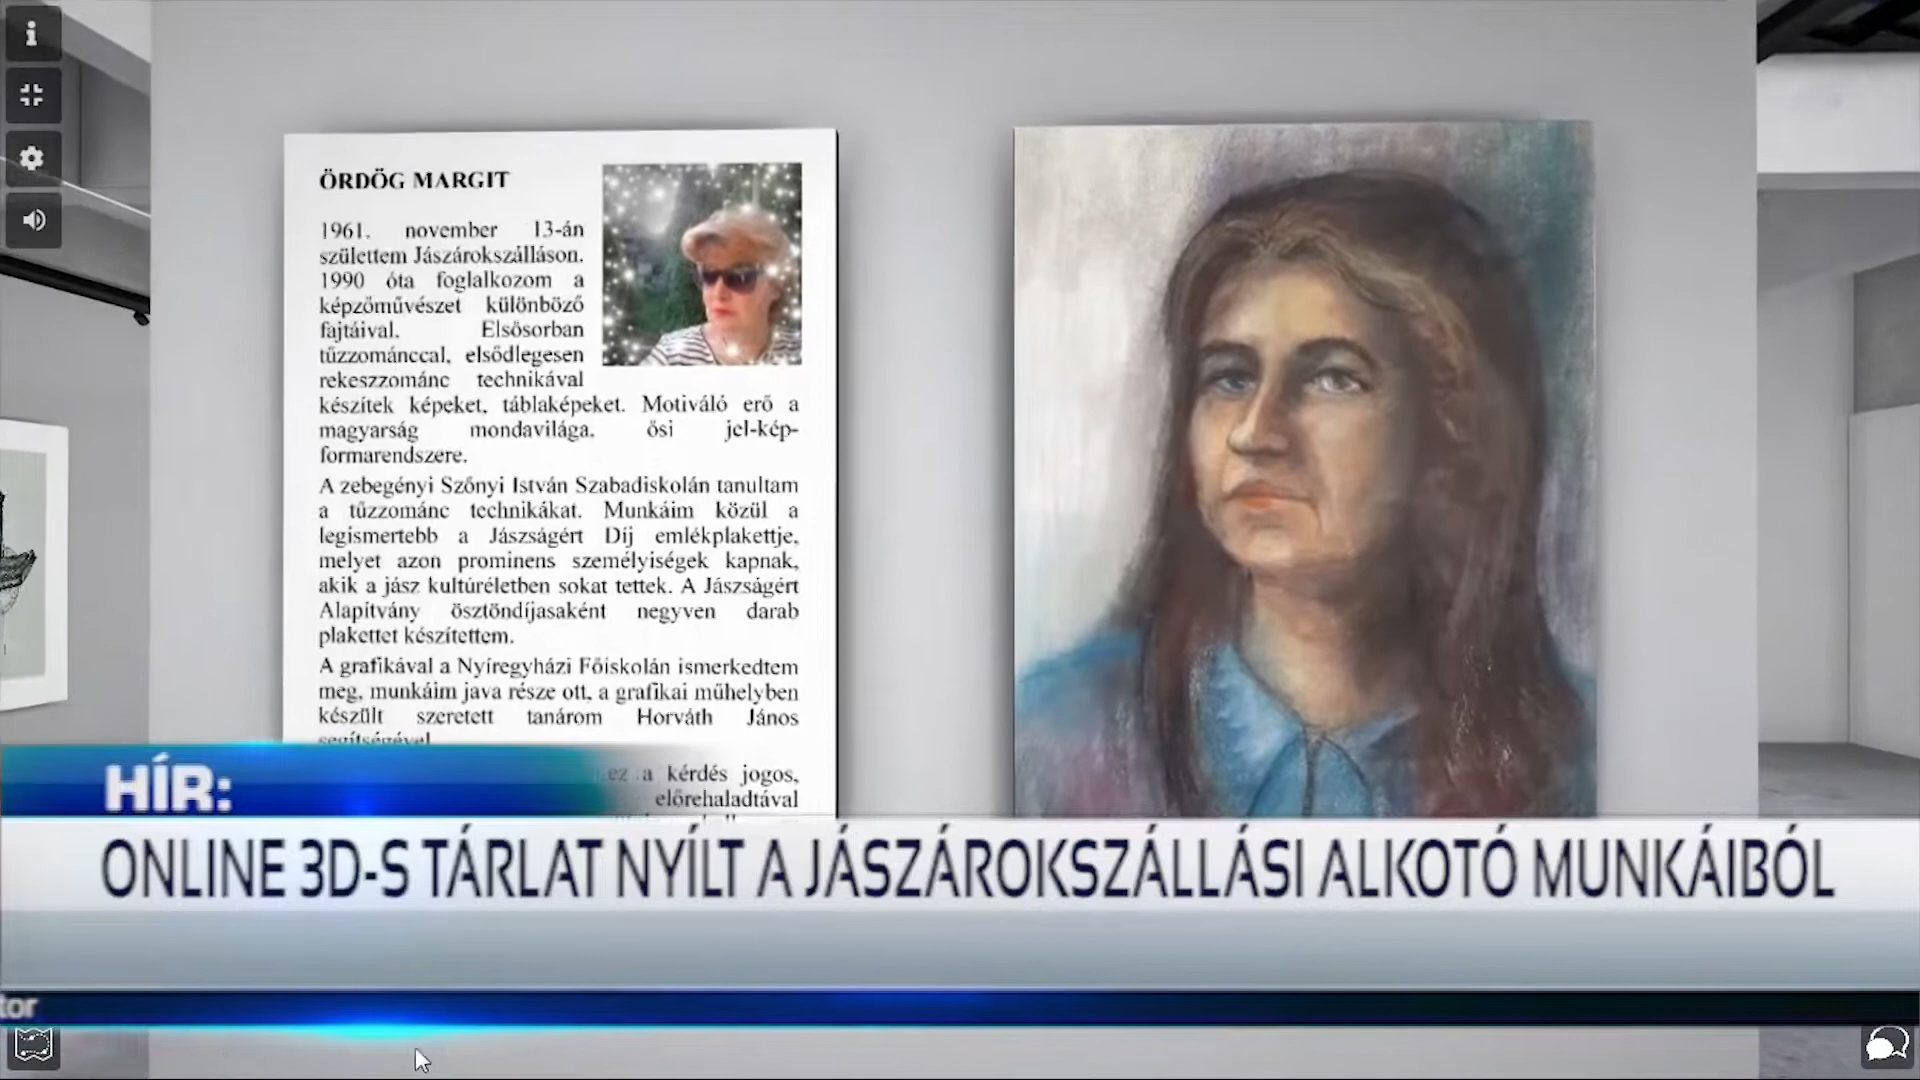 ÖRDÖG MARGIT
1961. november 13-án
születtem Jászárokszálláson.
1990 óta foglalkozom a
képzőművészet különböző
fajtáival. Elsősorban
tűzzománccal, elsődlegesen
rekeszzománc technikával
készítek képeket, táblaképeket. Motiváló erő a
magyarság mondavilága, ősi jel-kép-
formarendszere.
A zebegényi Szőnyi István Szabadiskolán tanultam
a tűzzománc technikákat. Munkáim közül a
legismertebb a Jászságért Díj emlékplakettje,
melyet azon prominens személyiségek kapnak,
akik a jász kultúréletben sokat tettek. A Jászságért
Alapítvány ösztöndíjasaként negyven darab
plakettet készítettem.
A grafikával a Nyíregyházi Főiskolán ismerkedtem
meg, munkáim java része ott, a grafikai műhelyben
készült szeretett tanárom Horváth János
segítségével
ez a kérdés jogos,
előrehaladtával
HÍR:
ONLINE 3D-S TÁRLAT NYÍLT A JÁSZÁROKSZÁLLÁSI ALKOTÓ MUNKÁIBÓL
tor